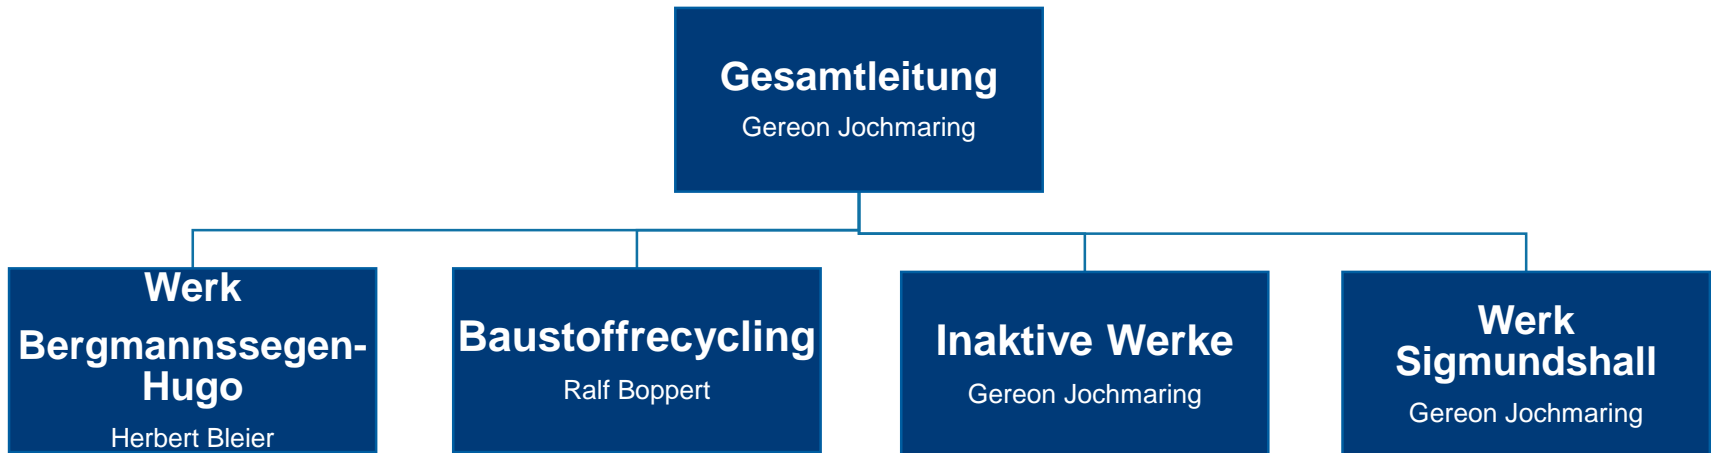 Gesamtleitung
Gereon Jochmaring
Werk
Bergmannssegen-
Hugo
Herbert Bleier
Baustoffrecycling
Ralf Boppert
Inaktive Werke
Gereon Jochmaring
Werk
Sigmundshall
Gereon Jochmaring